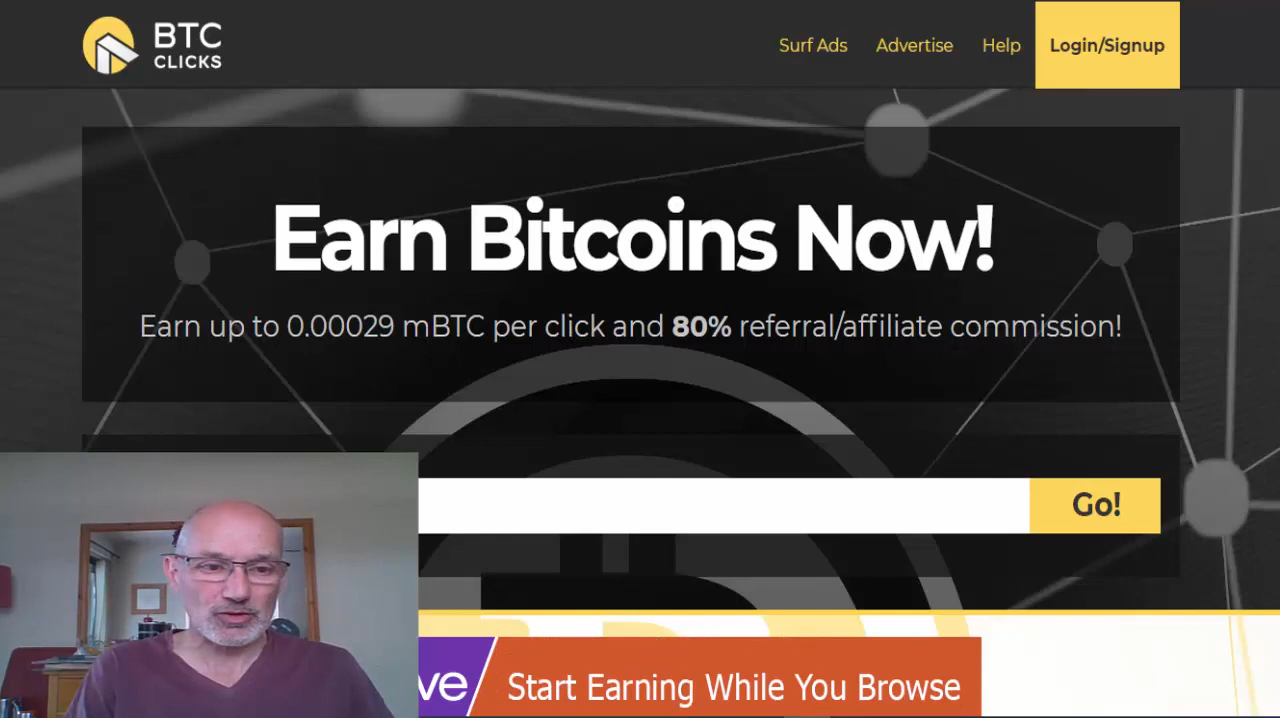 BTC
CLICKS
Surf Ads
Advertise
Help
Login/Signup
Earn Bitcoins Now!
Earn up to 0.00029 mBTC per click and 80% referral/affiliate commission!
Go!
ve
Start Earning While You Browse